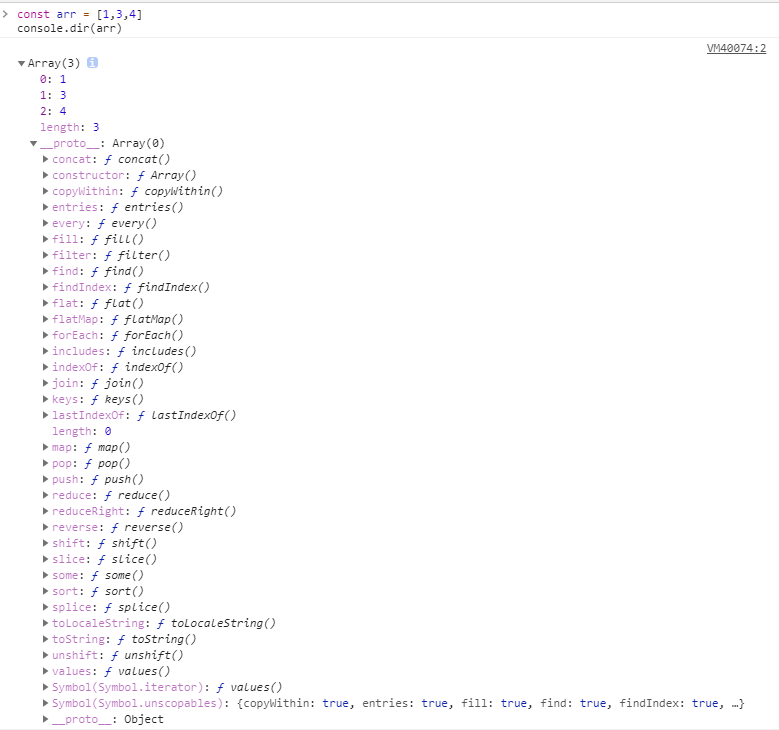 > const arr = [1,3,4]
console.dir(arr)
VM40074:2
▼Array(3) i
0: 1
1: 3
2: 4
length: 3
▼__proto__: Array(0)
▶concat: ƒ concat()
▶constructor: ƒ Array()
▶copyWithin: ƒ copyWithin()
▶entries: ƒ entries()
▶every: ƒ every()
▶fill: ƒ fill()
▶filter: ƒ filter()
▶find: ƒ find()
▶findIndex: ƒ findIndex()
▶flat: ƒ flat()
▶flatMap: ƒ flatMap()
▶forEach: ƒ forEach()
▶includes: ƒ includes()
▶indexOf: ƒ indexOf()
▶join: ƒ join()
▶keys: ƒ keys()
▶lastIndexOf: ƒ lastIndexOf()
length: 0
▶map: ƒ map()
▶pop: ƒ pop()
▶push: ƒ push()
▶reduce: ƒ reduce()
▶reduceRight: ƒ reduceRight()
▶reverse: ƒ reverse()
▶shift: ƒ shift()
▶slice: ƒ slice()
▶some: ƒ some()
▶sort: ƒ sort()
▶splice: ƒ splice()
▶toLocaleString: ƒ toLocaleString()
▶toString: ƒ toString()
▶unshift: ƒ unshift()
▶values: ƒ values()
▶Symbol(Symbol.iterator): ƒ values()
▶Symbol(Symbol.unscopables): {copyWithin: true, entries: true, fill: true, find: true, findIndex: true, …}
▶__proto__: Object